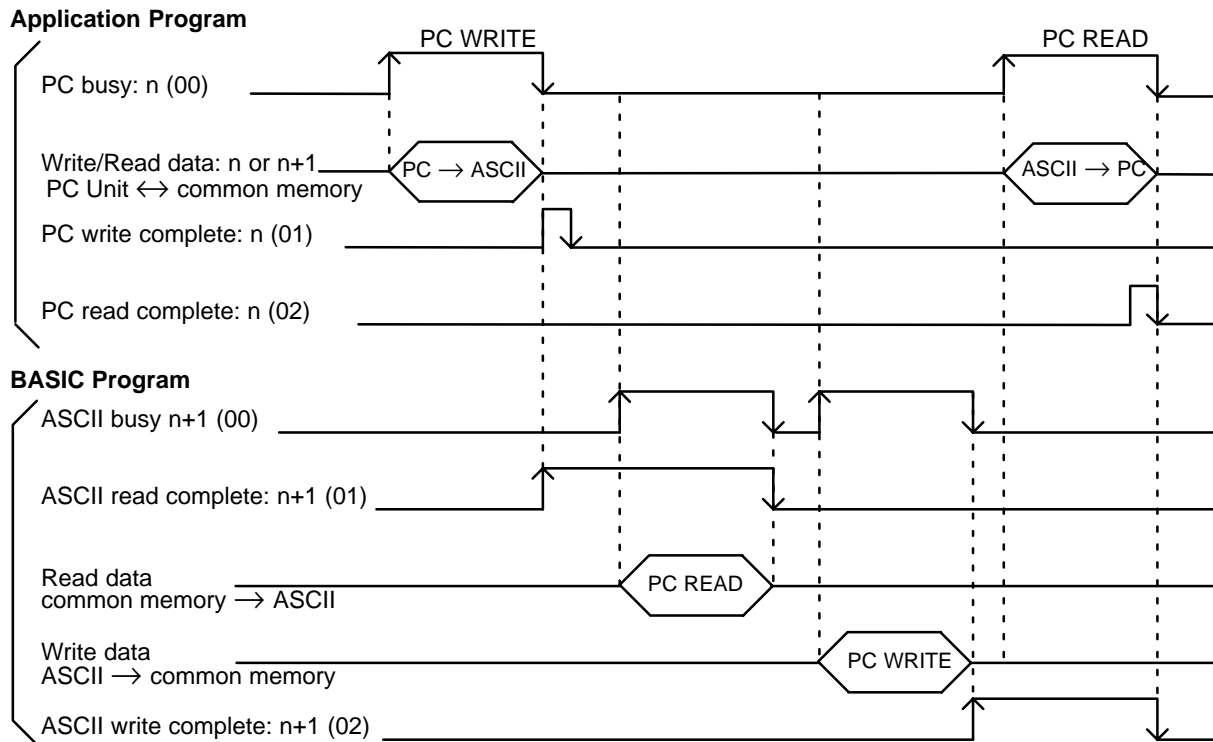 Application Program
PC WRITE
PC READ
PC busy: n (00)
Write/Read data: n or n+1
PC Unit ↔ common memory
PC → ASCII
ASCII → PC
PC write complete: n (01)
PC read complete: n (02)
BASIC Program
ASCII busy n+1 (00)
ASCII read complete: n+1 (01)
Read data
common memory → ASCII
PC READ
Write data
ASCII → common memory
PC WRITE
ASCII write complete: n+1 (02)